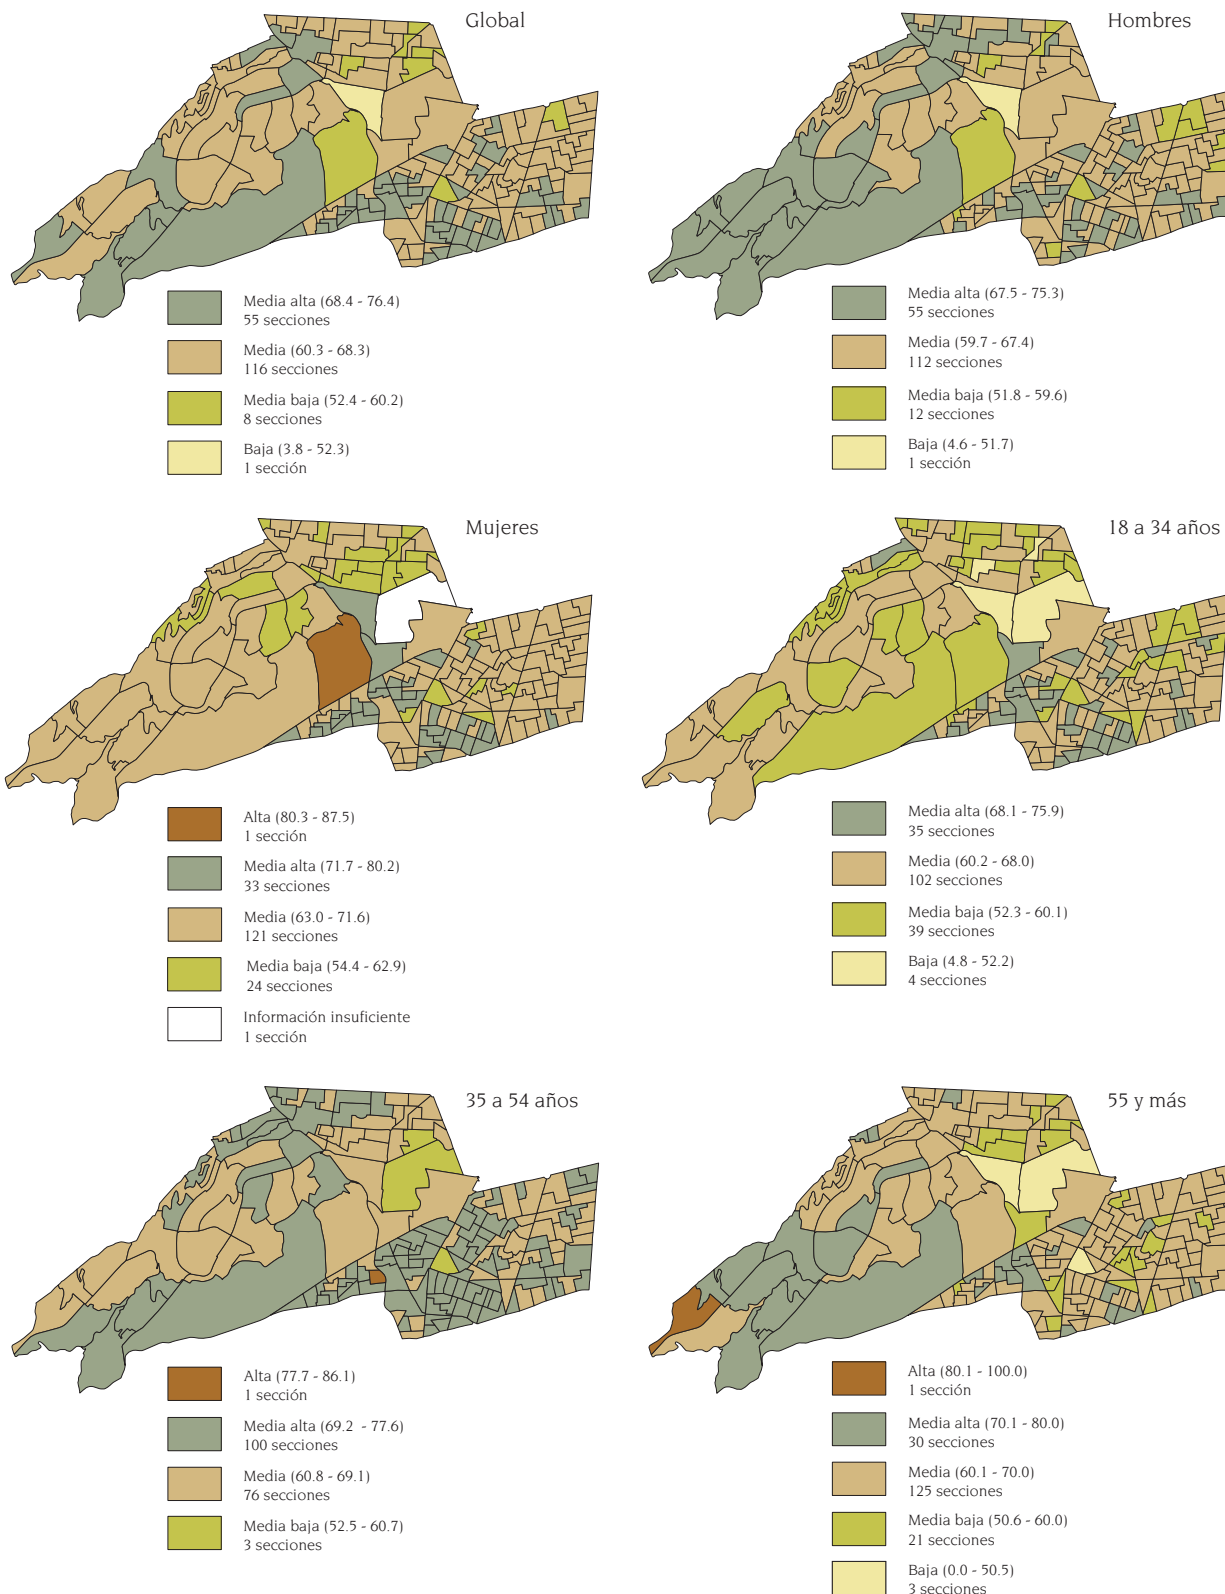 Global
Media alta (68.4 - 76.4)
55 secciones
Media (60.3 - 68.3)
116 secciones
Media baja (52.4 - 60.2)
8 secciones
Baja (3.8 - 52.3)
1 sección
Hombres
Media alta (67.5 - 75.3)
55 secciones
Media (59.7 - 67.4)
112 secciones
Media baja (51.8 - 59.6)
12 secciones
Baja (4.6 - 51.7)
1 sección
Mujeres
Alta (80.3 - 87.5)
1 sección
Media alta (71.7 - 80.2)
33 secciones
Media (63.0 - 71.6)
121 secciones
Media baja (54.4 - 62.9)
24 secciones
Información insuficiente
1 sección
18 a 34 años
Media alta (68.1 - 75.9)
35 secciones
Media (60.2 - 68.0)
102 secciones
Media baja (52.3 - 60.1)
39 secciones
Baja (4.8 - 52.2)
4 secciones
35 a 54 años
Alta (77.7 - 86.1)
1 sección
Media alta (69.2 - 77.6)
100 secciones
Media (60.8 - 69.1)
76 secciones
Media baja (52.5 - 60.7)
3 secciones
55 y más
Alta (80.1 - 100.0)
1 sección
Media alta (70.1 - 80.0)
30 secciones
Media (60.1 - 70.0)
125 secciones
Media baja (50.6 - 60.0)
21 secciones
Baja (0.0 - 50.5)
3 secciones